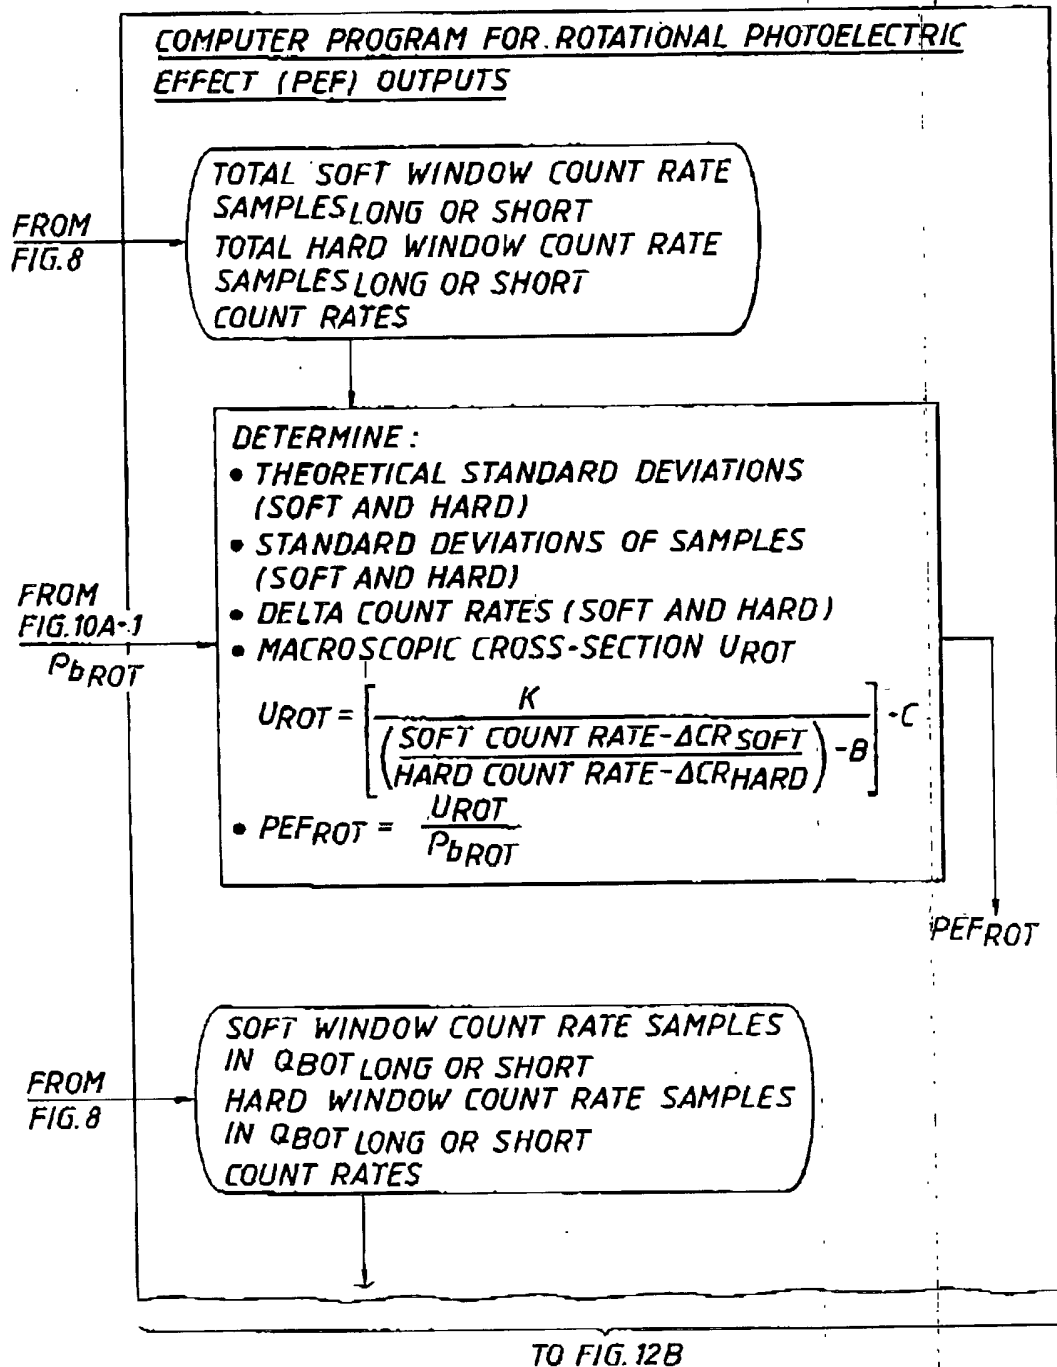 COMPUTER PROGRAM FOR ROTATIONAL PHOTOELECTRIC
EFFECT (PEF) OUTPUTS
TOTAL SOFT WINDOW COUNT RATE
SAMPLES LONG OR SHORT
TOTAL HARD WINDOW COUNT RATE
SAMPLES LONG OR SHORT
COUNT RATES
FROM
FIG. 8
DETERMINE:
• THEORETICAL STANDARD DEVIATIONS
(SOFT AND HARD)
• STANDARD DEVIATIONS OF SAMPLES
(SOFT AND HARD)
• DELTA COUNT RATES (SOFT AND HARD)
• MACROSCOPIC CROSS-SECTION UROT
UROT = [K / ((SOFT COUNT RATE-ΔCR SOFT / HARD COUNT RATE-ΔCR HARD) -B)] -C
• PEFROT = UROT / PbROT
FROM
FIG. 10A-1
PbROT
PEFROT
SOFT WINDOW COUNT RATE SAMPLES
IN QBOT LONG OR SHORT
HARD WINDOW COUNT RATE SAMPLES
IN QBOT LONG OR SHORT
COUNT RATES
FROM
FIG. 8
TO FIG. 12B